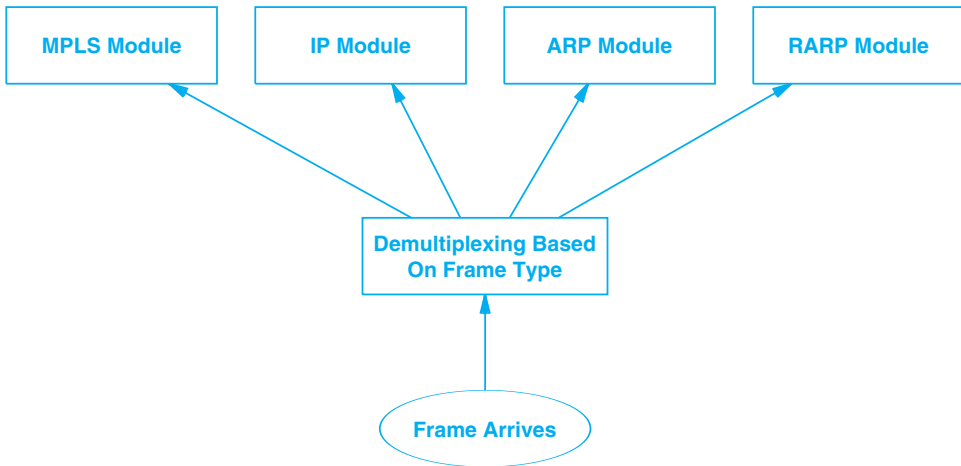 MPLS Module
IP Module
ARP Module
RARP Module
Demultiplexing Based
On Frame Type
Frame Arrives